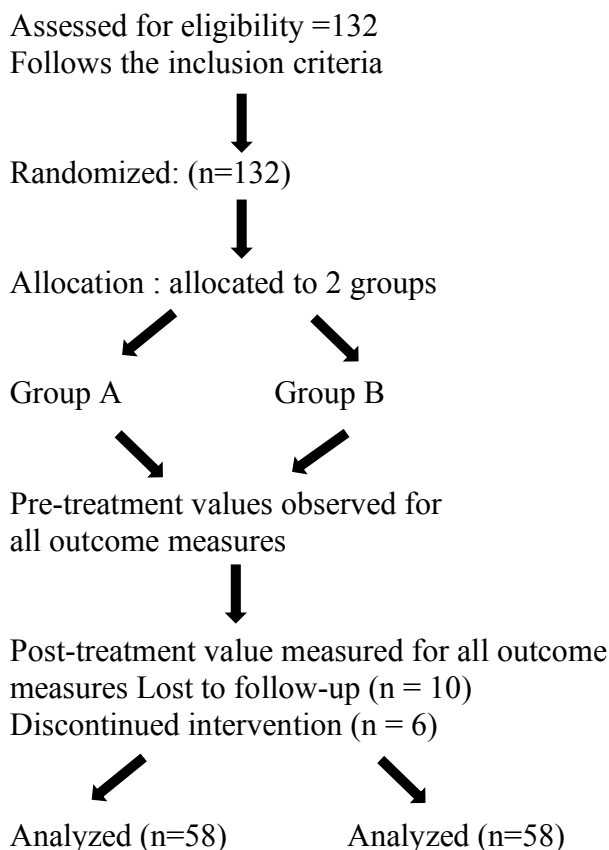 Assessed for eligibility =132
Follows the inclusion criteria
Randomized: (n=132)
Allocation : allocated to 2 groups
Group A Group B
Pre-treatment values observed for
all outcome measures
Post-treatment value measured for all outcome
measures Lost to follow-up (n = 10)
Discontinued intervention (n = 6)
Analyzed (n=58) Analyzed (n=58)